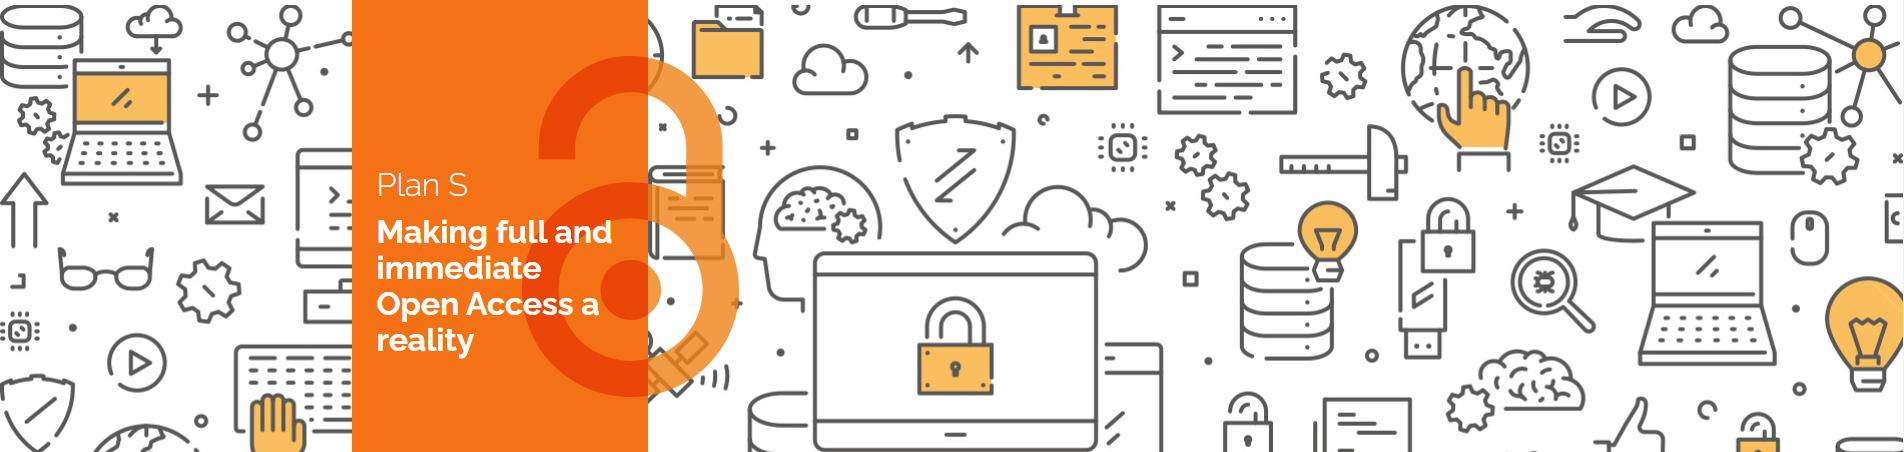 Plan S
Making full and
immediate
Open Access a
reality